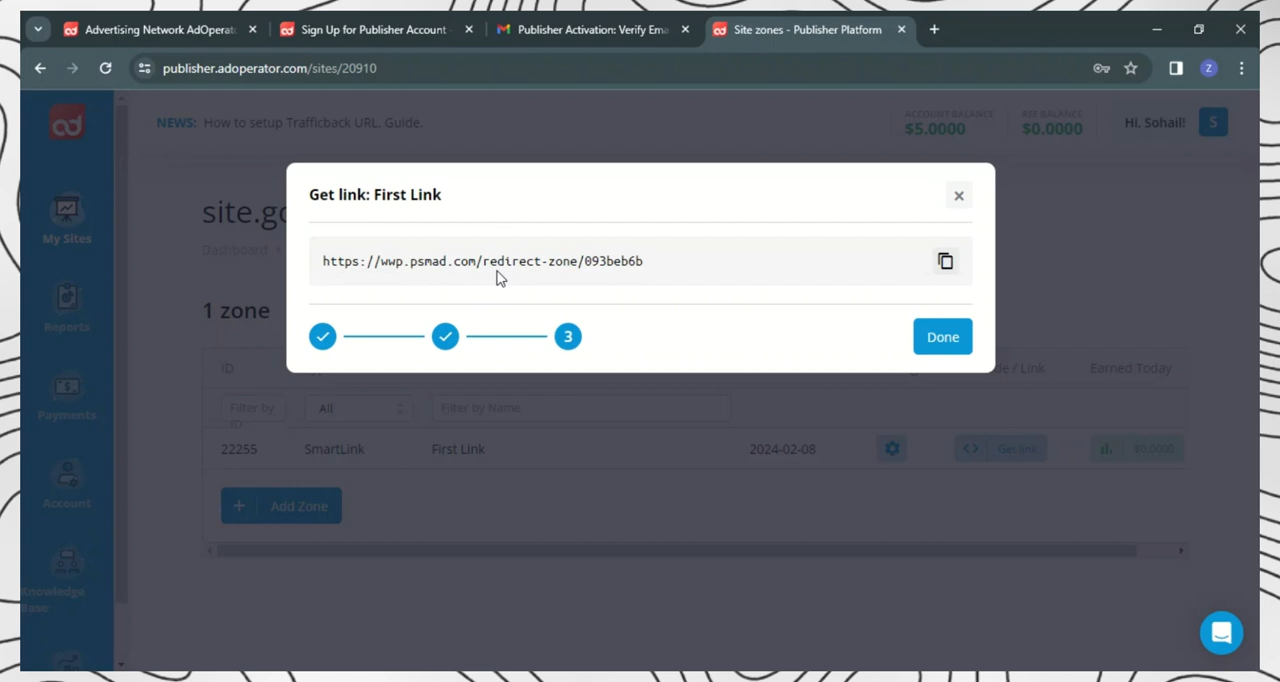 Advertising Network AdOperato
Sign Up for Publisher Account -
Publisher Activation: Verify Ema
Site zones - Publisher Platform
publisher.adoperator.com/sites/20910
Z
NEWS: How to setup Trafficback URL. Guide.
ACCOUNT BALANCE
$5.0000
REF BALANCE
$0.0000
Hi, Sohail!
S
My Sites
Reports
Payments
Account
Knowledge
Base
site.go
Dashboard
Get link: First Link
https://wwp.psmad.com/redirect-zone/093beb6b
3
Done
1 zone
ID
de / Link
Earned Today
Filter by
ID
All
Filter by Name
22255
SmartLink
First Link
2024-02-08
Get link
$0.0000
+ Add Zone